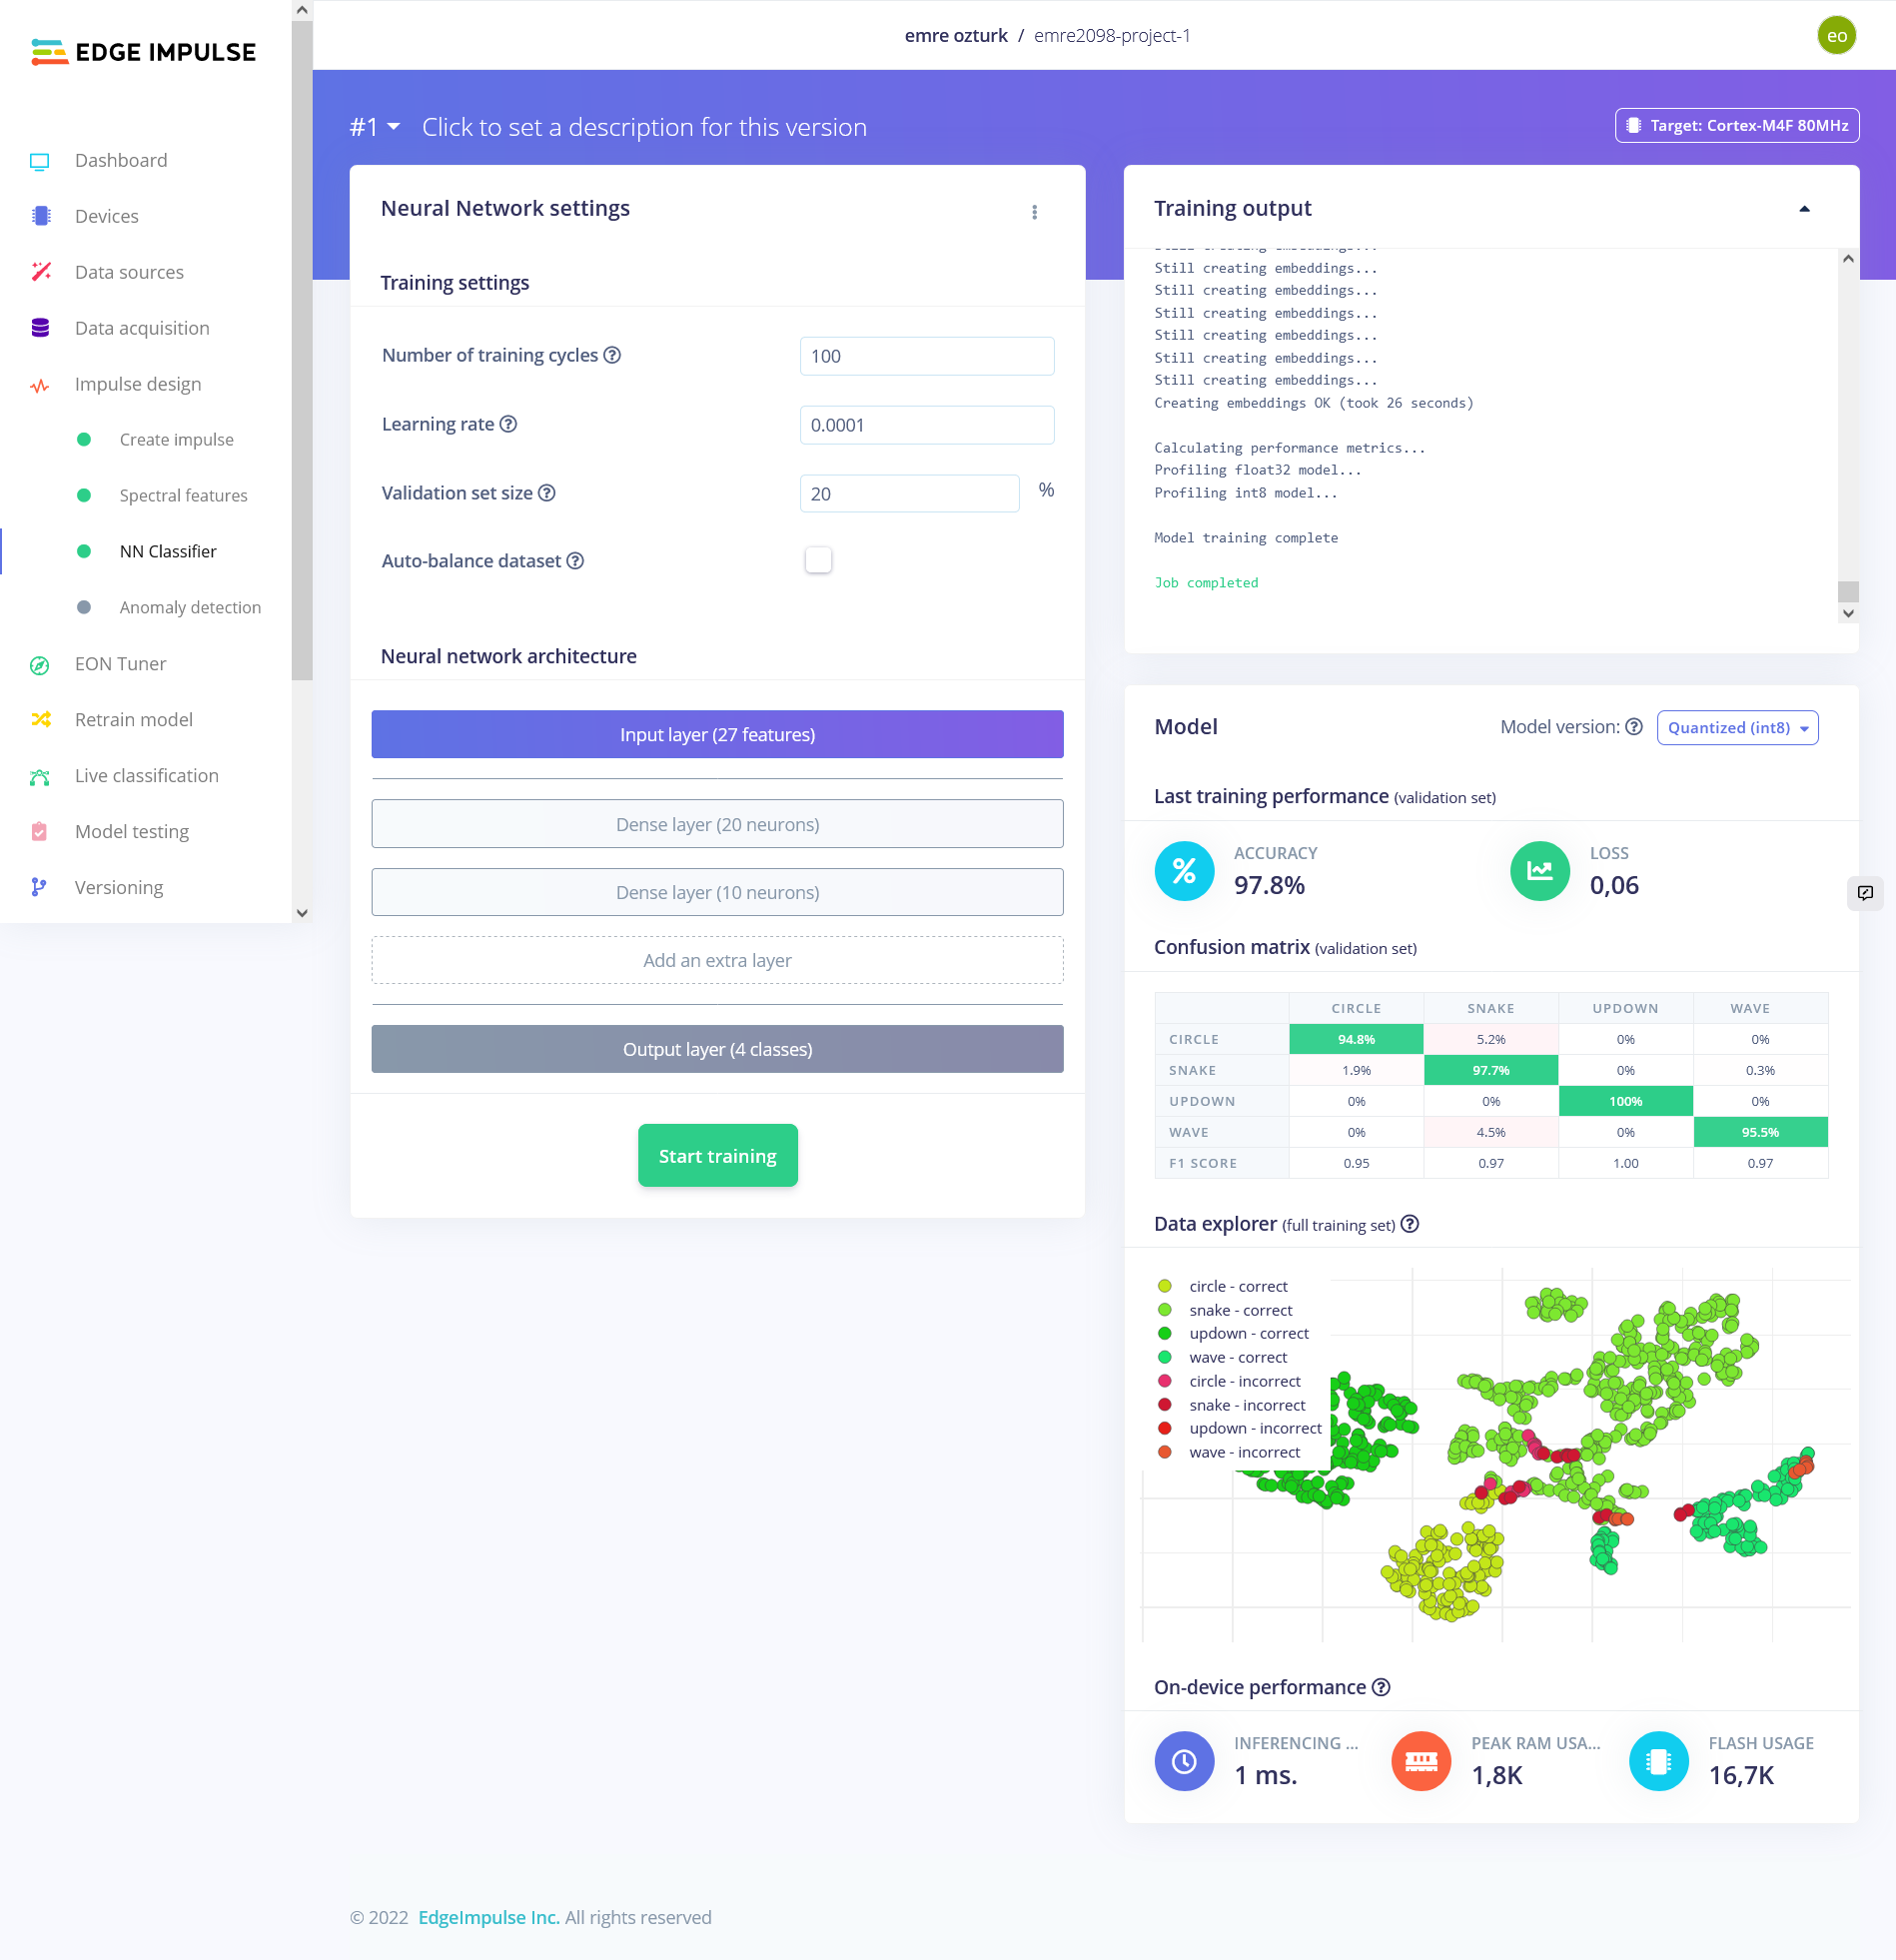 EDGE IMPULSE
Dashboard
Devices
Data sources
Data acquisition
Impulse design
Create impulse
Spectral features
NN Classifier
Anomaly detection
EON Tuner
Retrain model
Live classification
Model testing
Versioning
emre ozturk / emre2098-project-1
eo
#1 Click to set a description for this version
Target: Cortex-M4F 80MHz
Neural Network settings
Training settings
Number of training cycles ? 100
Learning rate ? 0.0001
Validation set size ? 20 %
Auto-balance dataset ?
Neural network architecture
Input layer (27 features)
Dense layer (20 neurons)
Dense layer (10 neurons)
Add an extra layer
Output layer (4 classes)
Start training
Training output
Still creating embeddings...
Still creating embeddings...
Still creating embeddings...
Still creating embeddings...
Still creating embeddings...
Still creating embeddings...
Still creating embeddings...
Creating embeddings OK (took 26 seconds)
Calculating performance metrics...
Profiling float32 model...
Profiling int8 model...
Model training complete
Job completed
Model
Model version: ? Quantized (int8)
Last training performance (validation set)
% ACCURACY
97.8%
LOSS
0,06
Confusion matrix (validation set)
CIRCLE SNAKE UPDOWN WAVE
CIRCLE 94.8% 5.2% 0% 0%
SNAKE 1.9% 97.7% 0% 0.3%
UPDOWN 0% 0% 100% 0%
WAVE 0% 4.5% 0% 95.5%
F1 SCORE 0.95 0.97 1.00 0.97
Data explorer (full training set) ?
circle - correct
snake - correct
updown - correct
wave - correct
circle - incorrect
snake - incorrect
updown - incorrect
wave - incorrect
On-device performance ?
INFERENCING ...
1 ms.
PEAK RAM USA...
1,8K
FLASH USAGE
16,7K
© 2022 EdgeImpulse Inc. All rights reserved